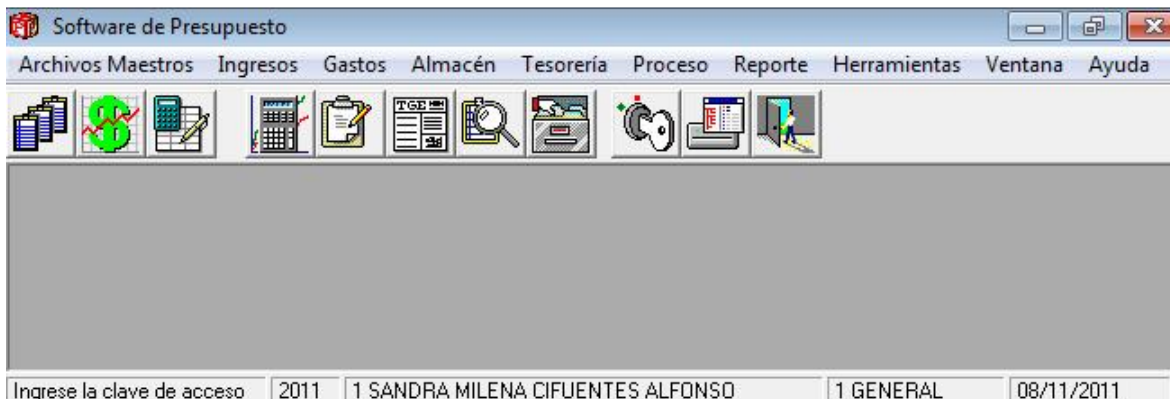 Software de Presupuesto
Archivos Maestros Ingresos Gastos Almacén Tesorería Proceso Reporte Herramientas Ventana Ayuda
TGE
Ingrese la clave de acceso 2011 1 SANDRA MILENA CIFUENTES ALFONSO 1 GENERAL 08/11/2011